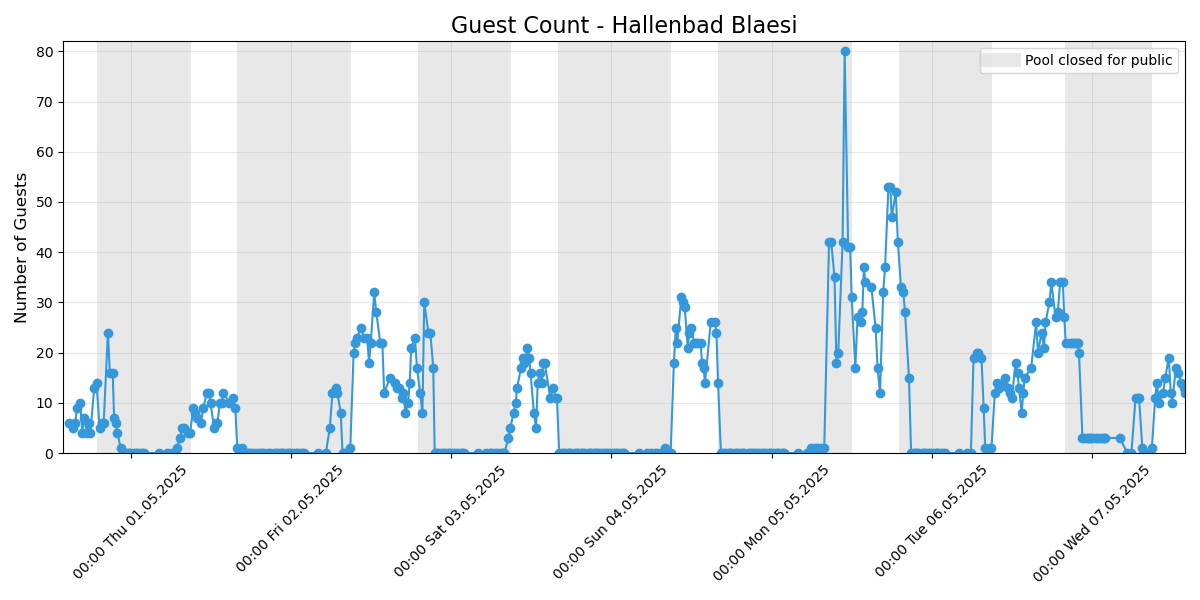 Guest Count - Hallenbad Blaesi
Pool closed for public
Number of Guests
80
70
60
50
40
30
20
10
0
00:00 Thu 01.05.2025
00:00 Fri 02.05.2025
00:00 Sat 03.05.2025
00:00 Sun 04.05.2025
00:00 Mon 05.05.2025
00:00 Tue 06.05.2025
00:00 Wed 07.05.2025